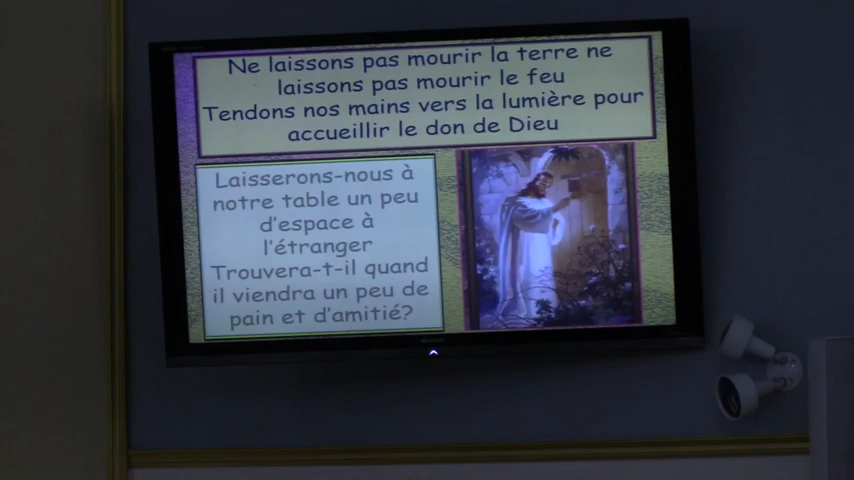 Ne laissons pas mourir la terre ne
laissons pas mourir le feu
Tendons nos mains vers la lumière pour
accueillir le don de Dieu
Laisserons-nous à
notre table un peu
d'espace à
l'étranger
Trouvera-t-il quand
il viendra un peu de
pain et d'amitié?